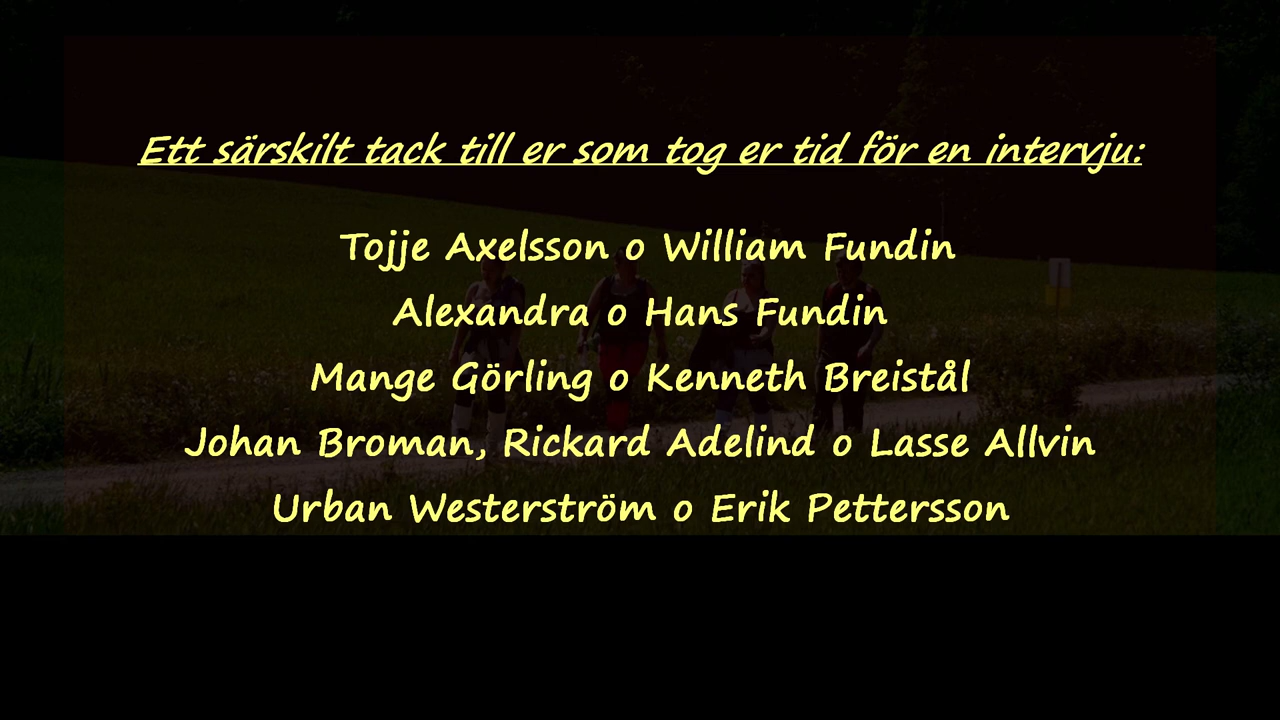 Ett särskilt tack till er som tog er tid för en intervju:
Tojje Axelsson o William Fundin
Alexandra o Hans Fundin
Mange Görling o Kenneth Breistål
Johan Broman, Rickard Adelind o Lasse Allvin
Urban Westerström o Erik Pettersson